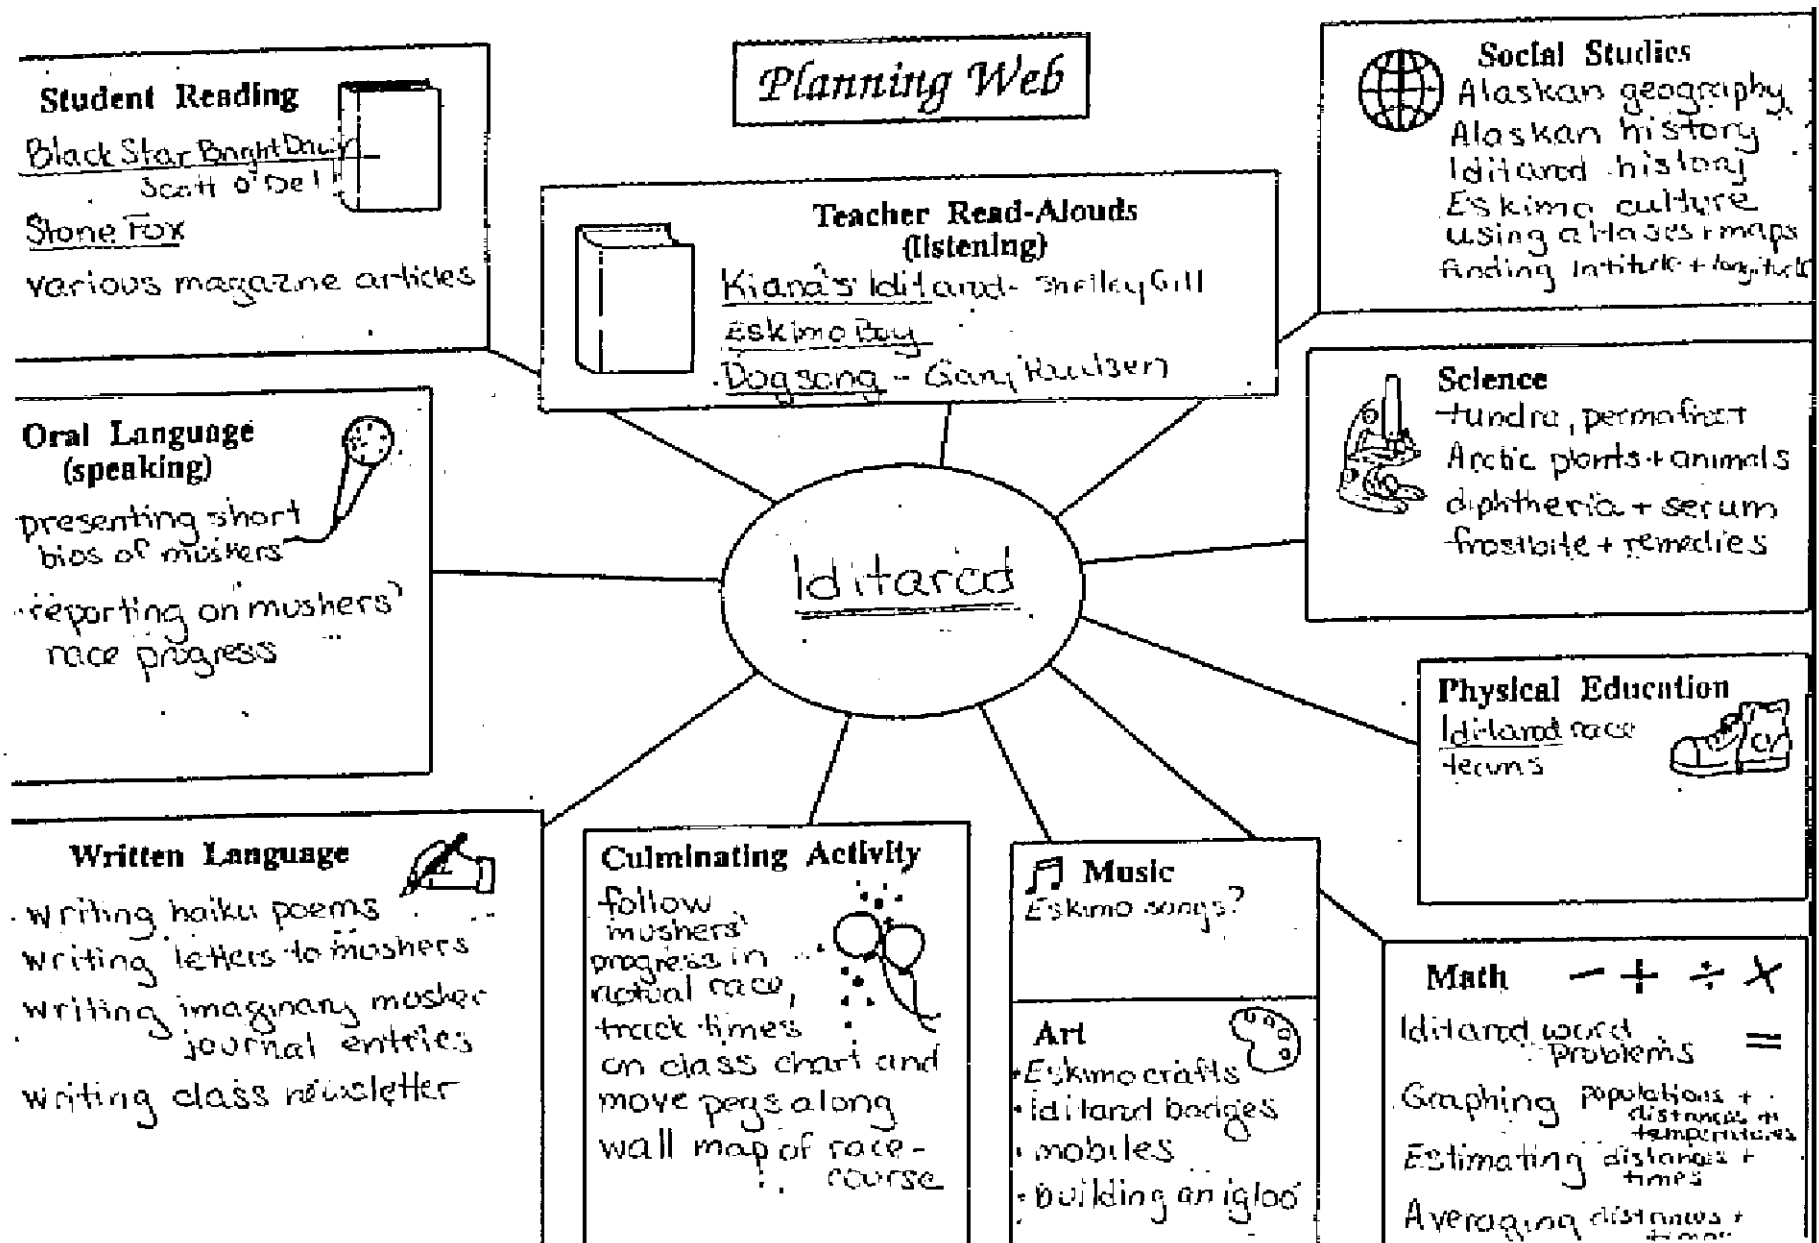 Planning Web
Student Reading
Black Star Bright Dawn
Scott O'Del
Stone Fox
various magazine articles
Teacher Read-Alouds
(listening)
Kiana's Iditarod - Shelley Gill
Eskimo Boy
Dogsong - Gary Paulsen
Social Studies
Alaskan geography
Alaskan history
Iditarod history
Eskimo culture
using atlases + maps
finding latitude + longitude
Oral Language
(speaking)
presenting short
bios of mushers
reporting on mushers'
race progress
Iditarod
Science
tundra, permafrost
Arctic plants + animals
diphtheria + serum
frostbite + remedies
Physical Education
Iditarod race
teams
Written Language
writing haiku poems
writing letters to mushers
writing imaginary musher
journal entries
writing class newsletter
Culminating Activity
follow
mushers'
progress in
actual race,
track times
on class chart and
move pegs along
wall map of race-
course
Music
Eskimo songs?
Art
• Eskimo crafts
• iditarod badges
• mobiles
• building an igloo
Math − + ÷ ×
=
Iditarod word
problems
Graphing populations +
distances +
temperatures
Estimating distances +
times
Averaging distances +
times